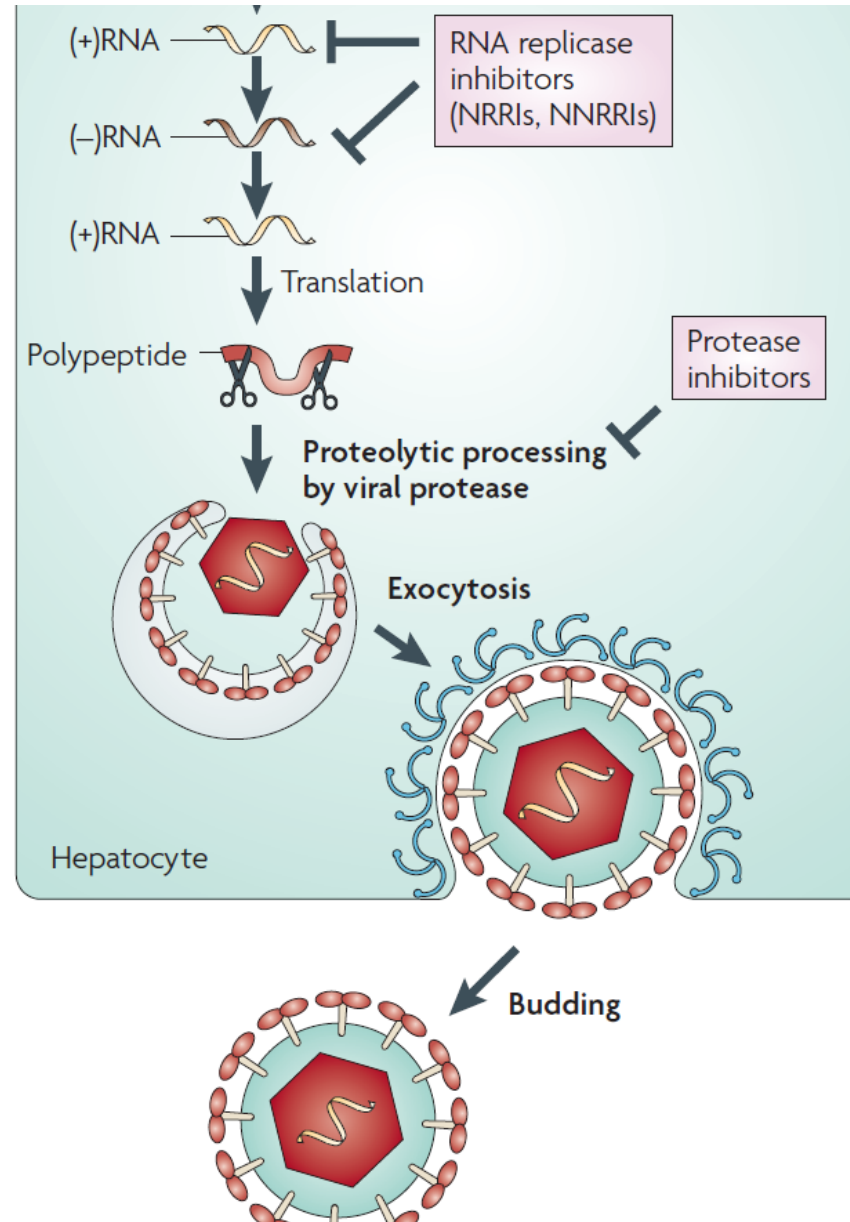 (+)RNA
RNA replicase
inhibitors
(NRRIs, NNRRIs)
(–)RNA
(+)RNA
Translation
Polypeptide
Protease
inhibitors
Proteolytic processing
by viral protease
Exocytosis
Hepatocyte
Budding